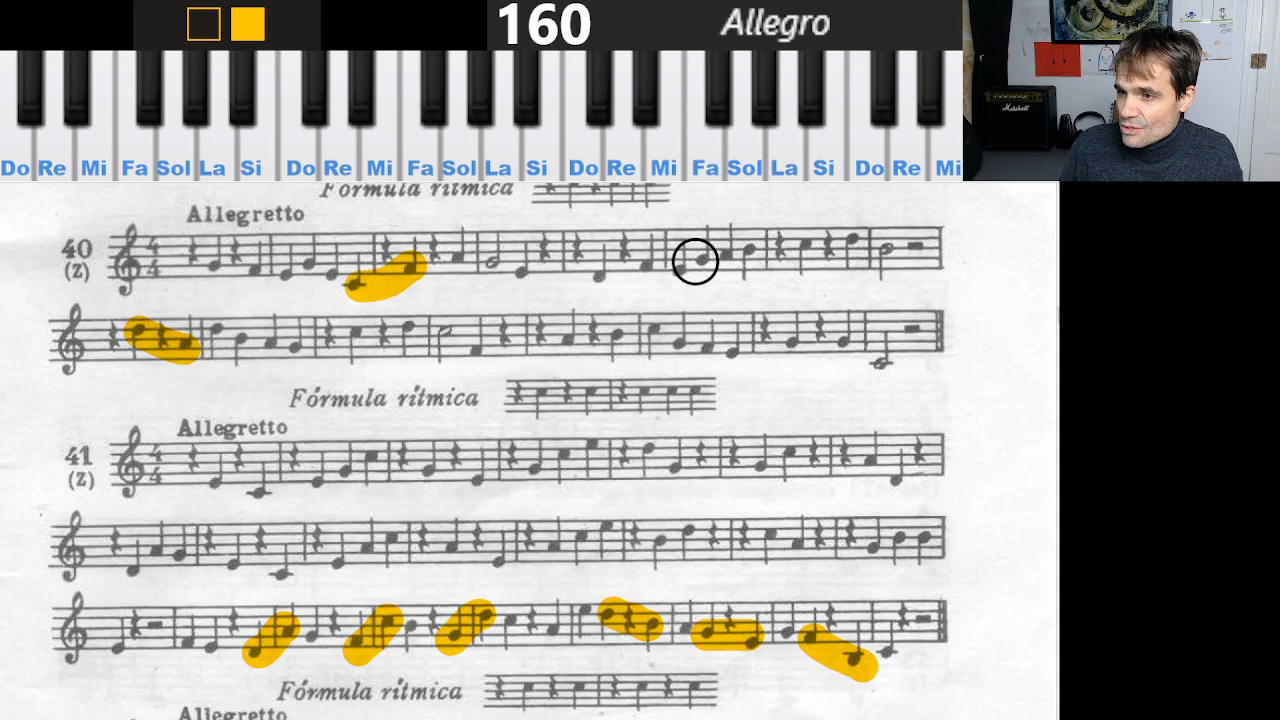 160 Allegro
Marshall
Do Re Mi Fa Sol La Si Do Re Mi Fa Sol La Si Do Re Mi Fa Sol La Si Do Re Mi
Fórmula rítmica
Allegretto
40
(Z)
Fórmula rítmica
Allegretto
41
(Z)
Fórmula rítmica
Allegretto